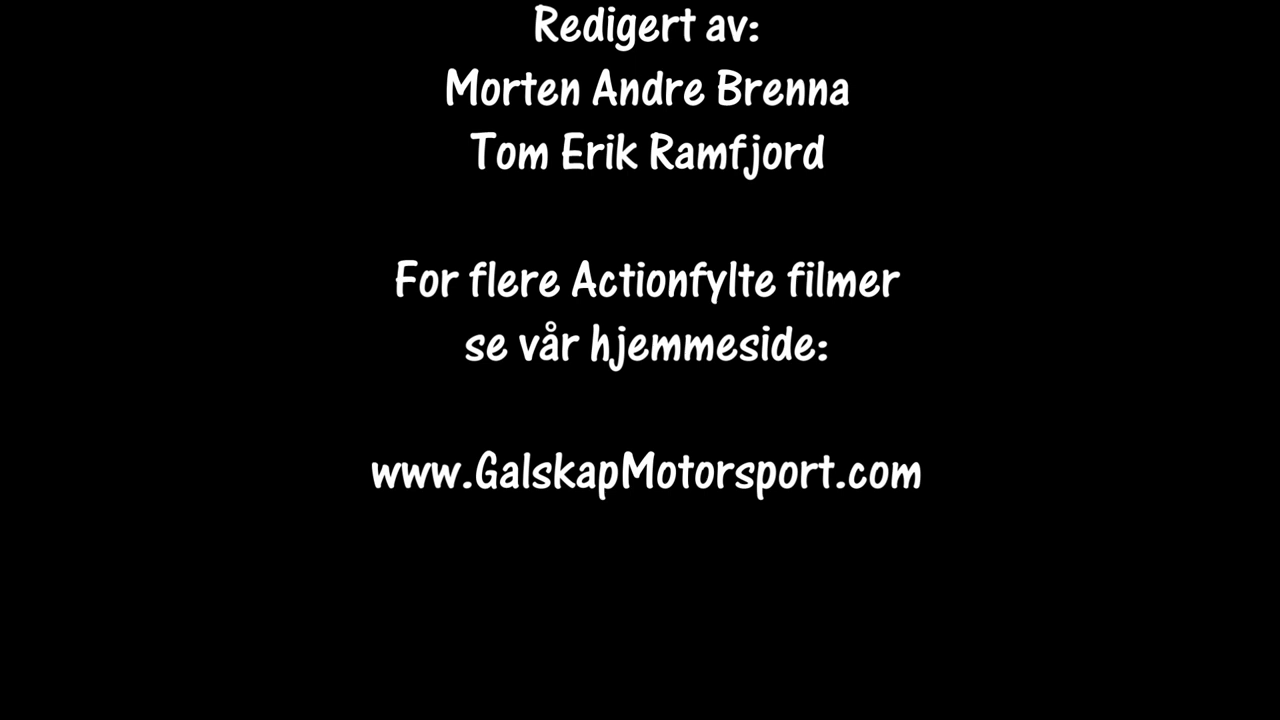 Redigert av:
Morten Andre Brenna
Tom Erik Ramfjord
For flere Actionfylte filmer
se vår hjemmeside:
www.GalskapMotorsport.com